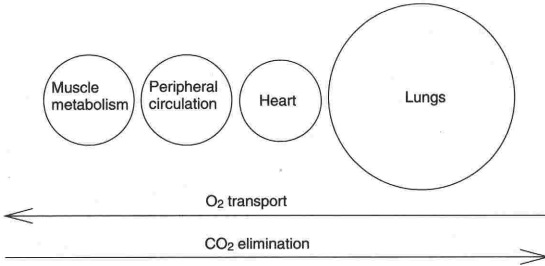 Muscle
metabolism
Peripheral
circulation
Heart
Lungs
O₂ transport
CO₂ elimination